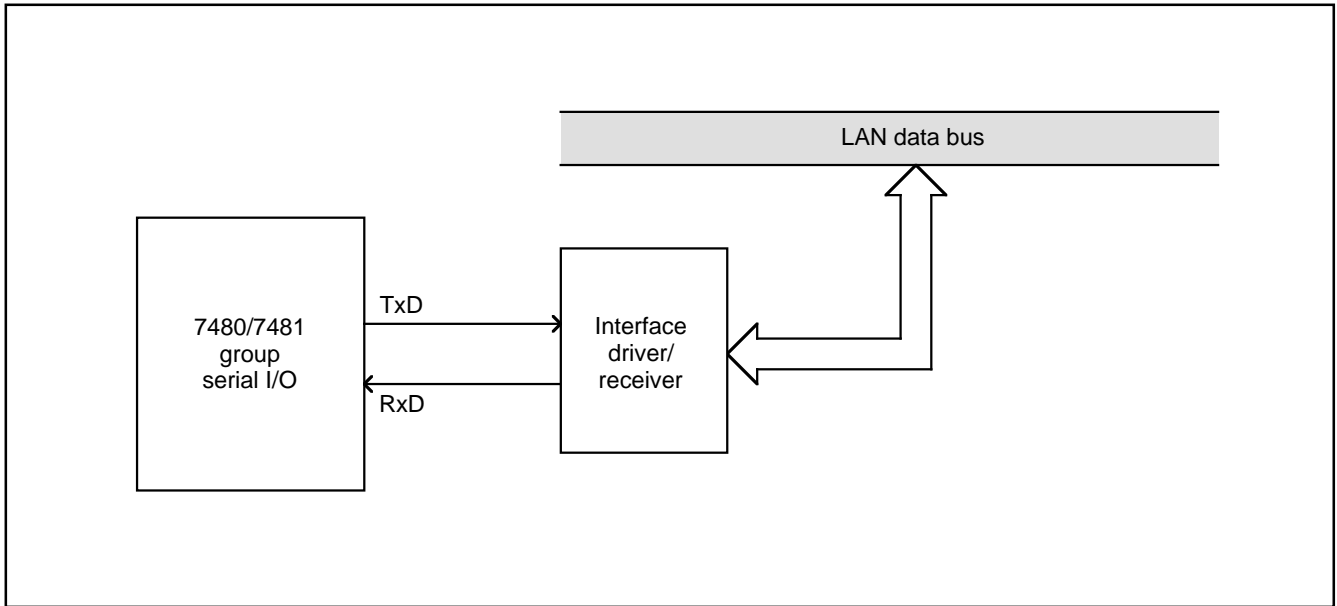 LAN data bus
7480/7481
group
serial I/O
TxD
RxD
Interface
driver/
receiver